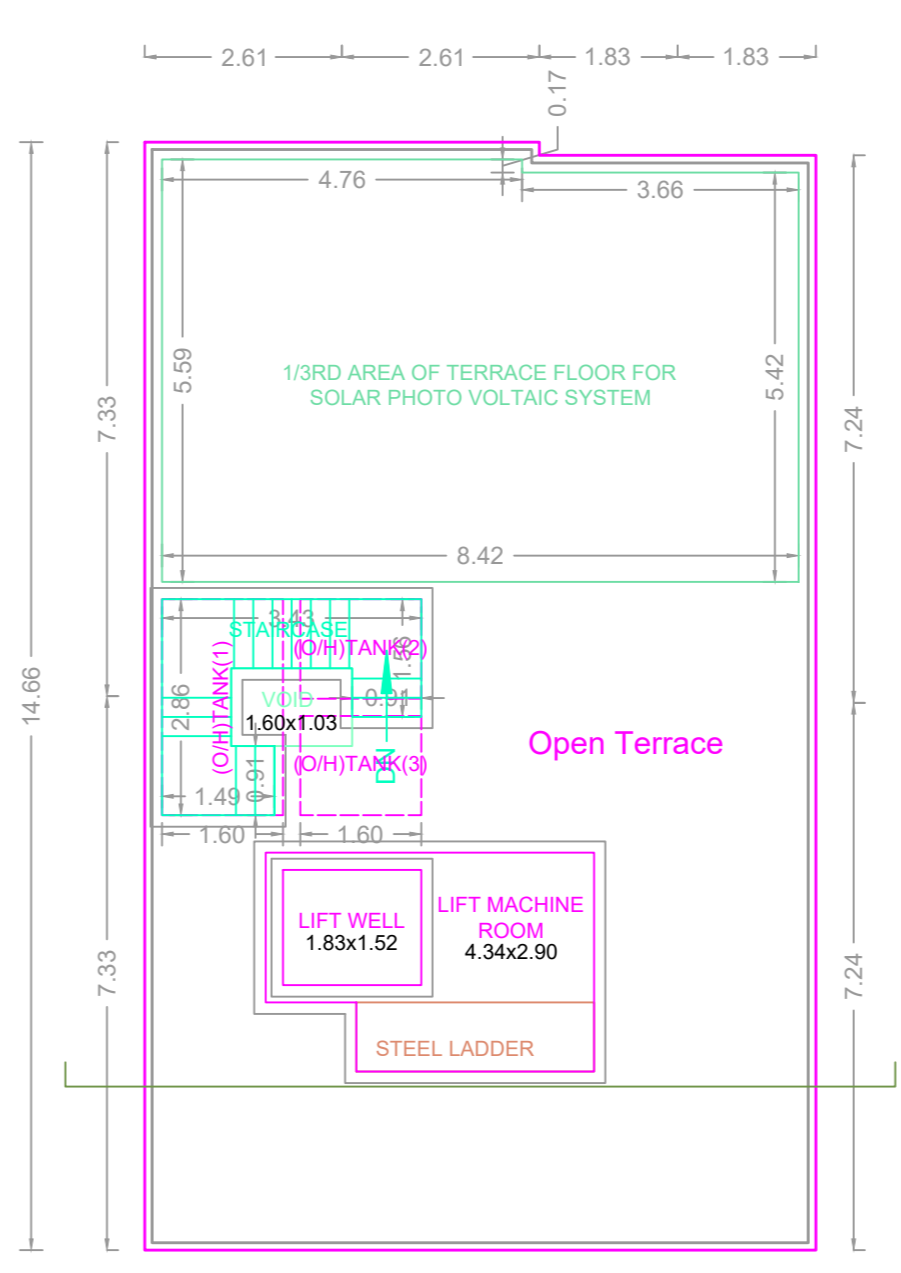 2.61
2.61
1.83
1.83
0.17
4.76
3.66
5.59
5.42
1/3RD AREA OF TERRACE FLOOR FOR
SOLAR PHOTO VOLTAIC SYSTEM
7.33
7.24
8.42
3.43
STAIRCASE
(O/H)TANK(1)
(O/H)TANK(2)
1.56
14.66
2.86
VOID
1.60x1.03
0.91
Open Terrace
(O/H)TANK(3)
DN
0.91
1.49
1.60
1.60
LIFT WELL
1.83x1.52
LIFT MACHINE
ROOM
4.34x2.90
7.33
7.24
STEEL LADDER